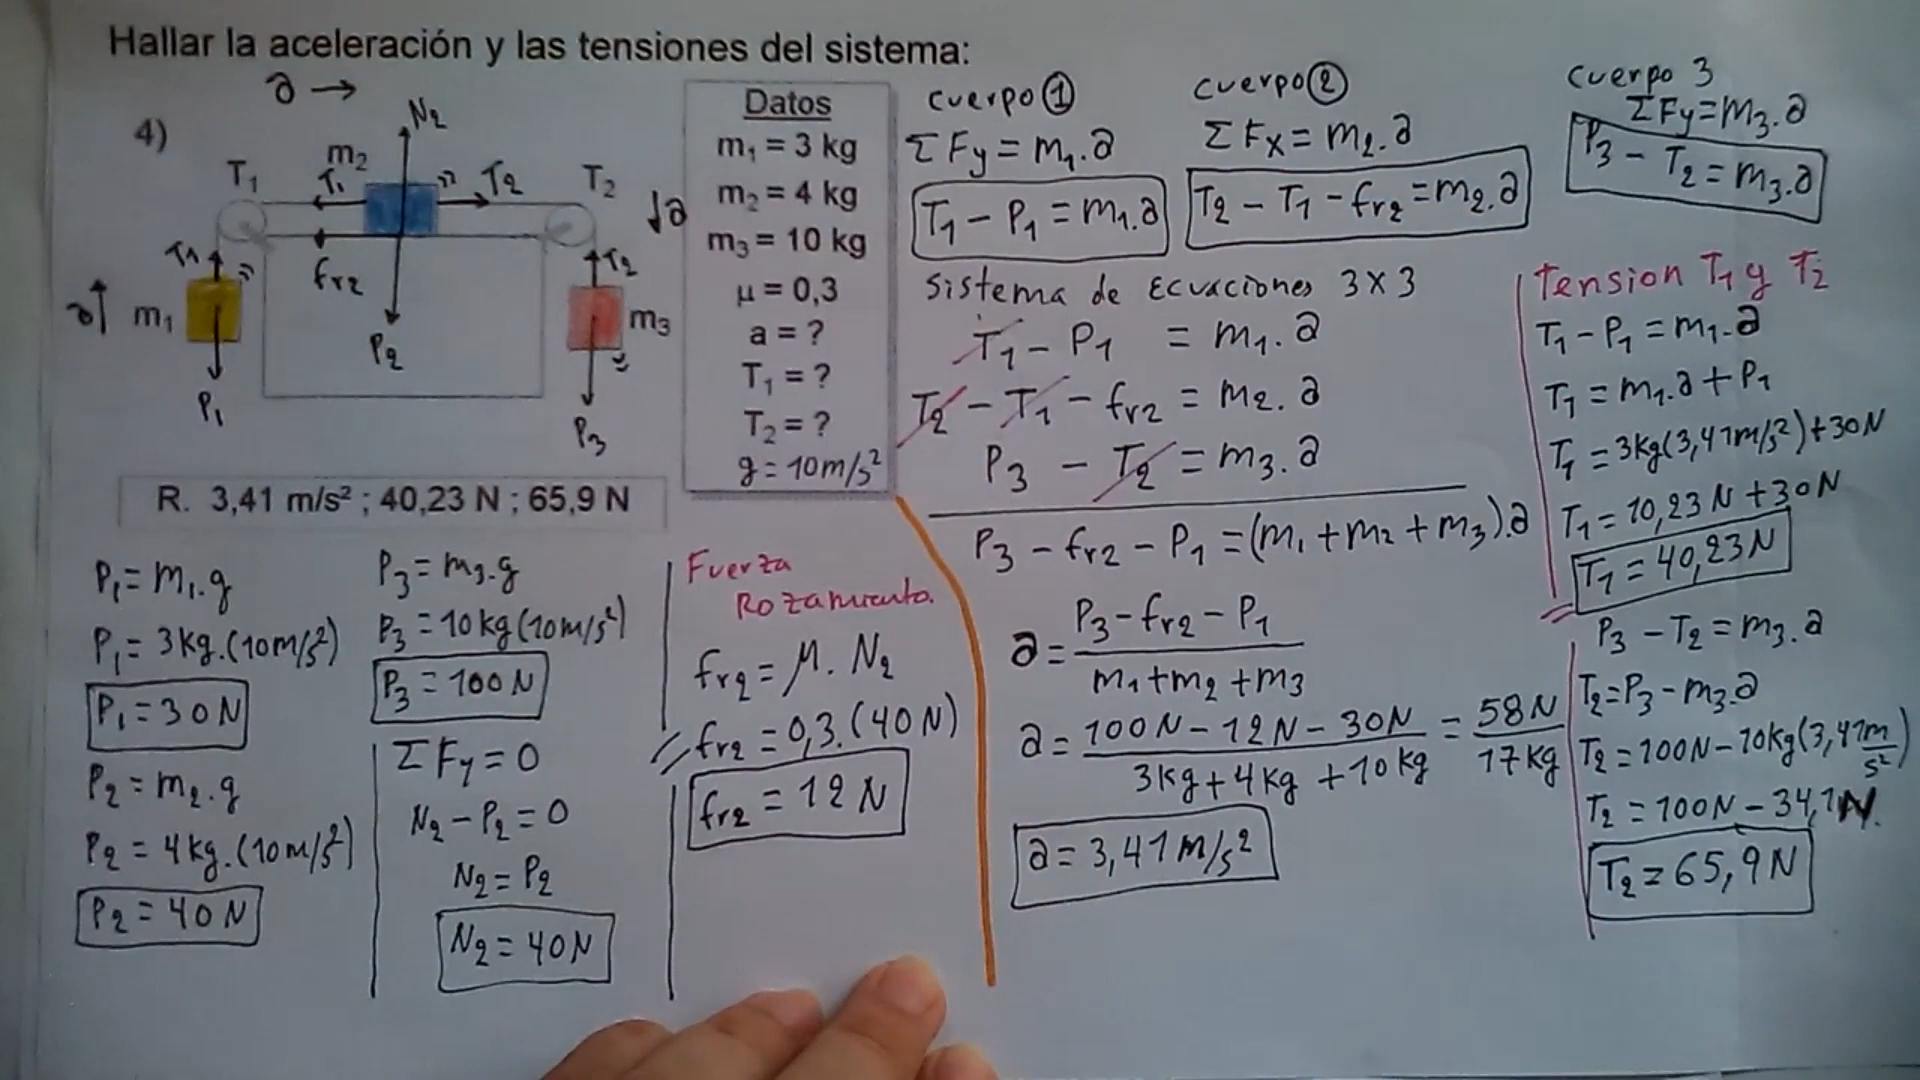 Hallar la aceleración y las tensiones del sistema:
a →
4)
N₂
m₂
T₁
T₁
T₂
T₂
↓a
T₁
fr₂
T₂
a↑
m₁
m₃
P₂
P₁
P₃
R. 3,41 m/s² ; 40,23 N ; 65,9 N
Datos
m₁ = 3 kg
m₂ = 4 kg
m₃ = 10 kg
μ = 0,3
a = ?
T₁ = ?
T₂ = ?
g = 10 m/s²
P₁ = m₁.g
P₁ = 3kg.(10m/s²)
P₁ = 30N
P₂ = m₂.g
P₂ = 4kg.(10m/s²)
P₂ = 40N
P₃ = m₃.g
P₃ = 10kg(10m/s²)
P₃ = 100N
ΣFy = 0
N₂ - P₂ = 0
N₂ = P₂
N₂ = 40N
Fuerza
Rozamiento.
fr₂ = μ. N₂
fr₂ = 0,3.(40N)
fr₂ = 12N
cuerpo ①
ΣFy = m₁.a
T₁ - P₁ = m₁.a
cuerpo ②
ΣFx = m₂.a
T₂ - T₁ - fr₂ = m₂.a
cuerpo 3
ΣFy = m₃.a
P₃ - T₂ = m₃.a
Sistema de Ecuaciones 3x3
T₁ - P₁ = m₁.a
T₂ - T₁ - fr₂ = m₂.a
P₃ - T₂ = m₃.a
P₃ - fr₂ - P₁ = (m₁ + m₂ + m₃).a
a = P₃ - fr₂ - P₁ / m₁ + m₂ + m₃
a = 100N - 12N - 30N / 3kg + 4kg + 10kg = 58N / 17kg
a = 3,41m/s²
Tension T₁ y T₂
T₁ - P₁ = m₁.a
T₁ = m₁.a + P₁
T₁ = 3kg(3,41m/s²) + 30N
T₁ = 10,23N + 30N
T₁ = 40,23N
P₃ - T₂ = m₃.a
T₂ = P₃ - m₃.a
T₂ = 100N - 10kg(3,41m/s²)
T₂ = 100N - 34,1N.
T₂ = 65,9N